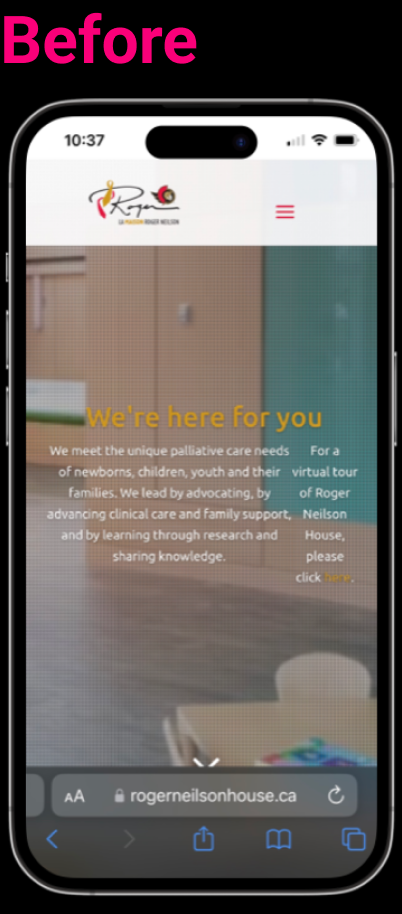 Before
10:37
Roger
LA MAISON ROGER NEILSON
We're here for you
We meet the unique palliative care needs
of newborns, children, youth and their
families. We lead by advocating, by
advancing clinical care and family support,
and by learning through research and
sharing knowledge.
For a
virtual tour
of Roger
Neilson
House,
please
click here.
AA rogerneilsonhouse.ca